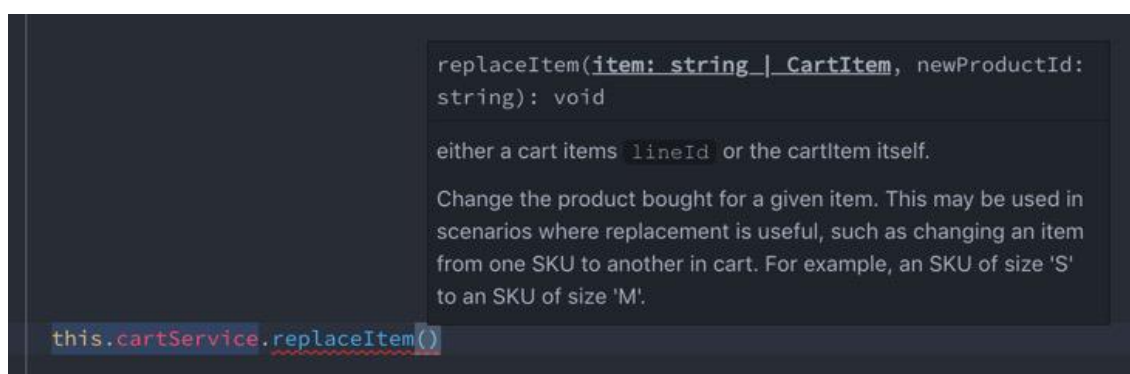 replaceItem(item: string | CartItem, newProductId:
string): void
either a cart items lineId or the cartItem itself.
Change the product bought for a given item. This may be used in
scenarios where replacement is useful, such as changing an item
from one SKU to another in cart. For example, an SKU of size 'S'
to an SKU of size 'M'.
this.cartService.replaceItem()